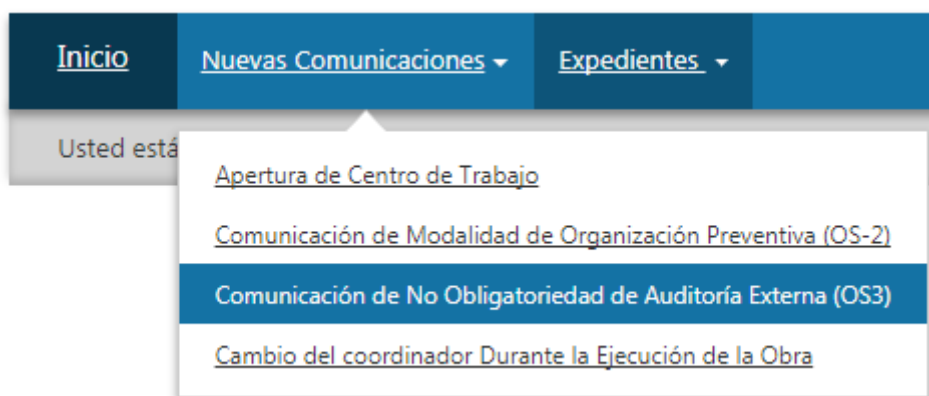 Inicio Nuevas Comunicaciones Expedientes
Usted está
Apertura de Centro de Trabajo
Comunicación de Modalidad de Organización Preventiva (OS-2)
Comunicación de No Obligatoriedad de Auditoría Externa (OS3)
Cambio del coordinador Durante la Ejecución de la Obra